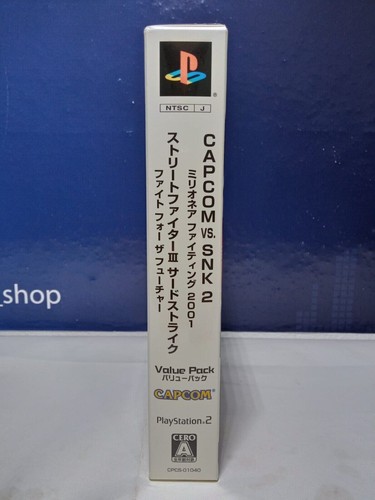 NTSC J
CAPCOM VS. SNK 2
ミリオネア ファイティング 2001
ストリートファイターIII サードストライク
ファイト フォー ザ フューチャー
Value Pack
バリューパック
CAPCOM
PlayStation 2
CERO
A
CPCS-01040
_shop